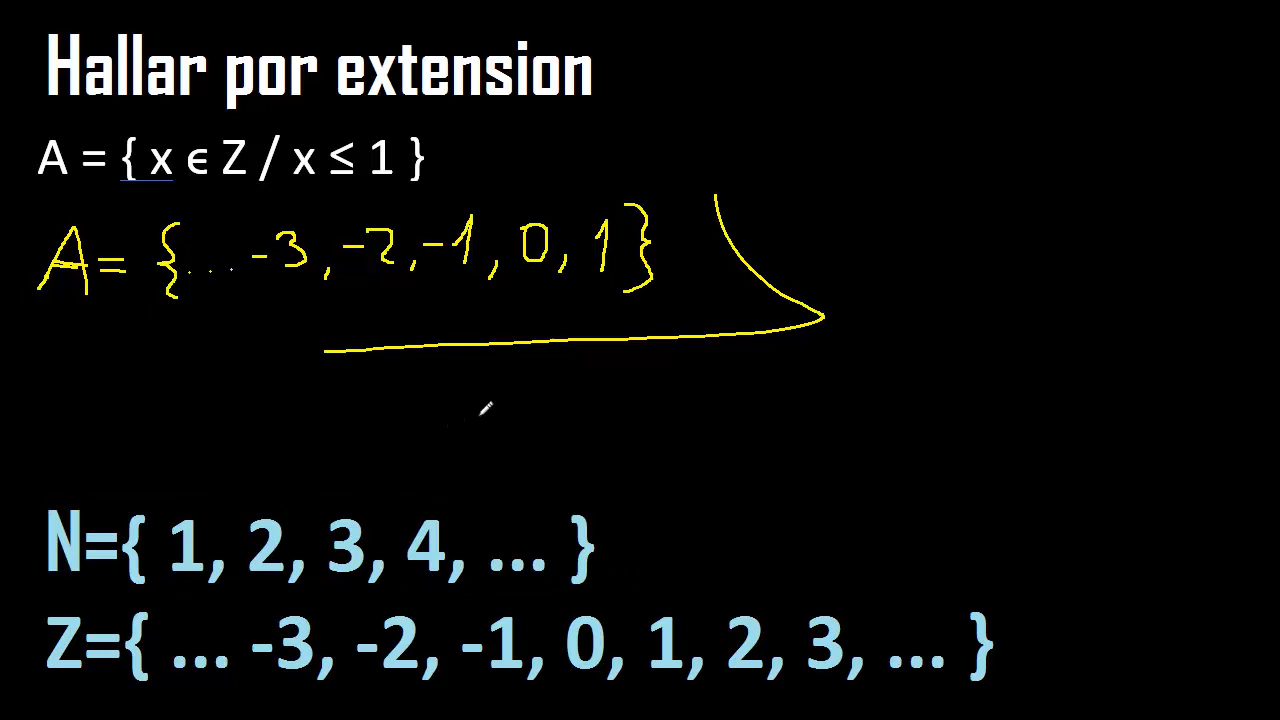 Hallar por extension
A = { x ϵ Z / x ≤ 1 }
A= {... -3, -2, -1, 0, 1}
N={ 1, 2, 3, 4, ... }
Z={ ... -3, -2, -1, 0, 1, 2, 3, ... }